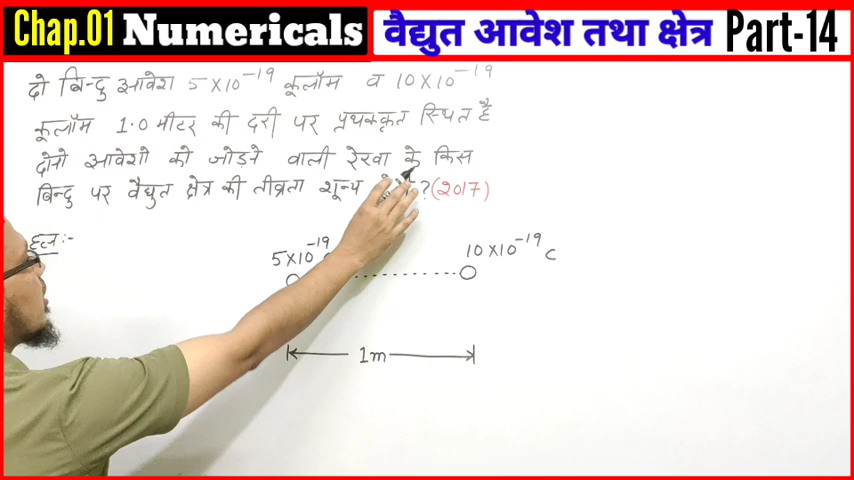 Chap.01 Numericals वैद्युत आवेश तथा क्षेत्र Part-14
दो बिन्दु आवेश 5×10⁻¹⁹ कूलॉम व 10×10⁻¹⁹
कूलॉम 1.0 मीटर की दूरी पर प्रथककृत स्थित है
दोनो आवेशो को जोड़ने वाली रेखा के किस
बिन्दु पर वैद्युत क्षेत्र की तीव्रता शून्य ? (2017)
हल :-
5×10⁻¹⁹ 10×10⁻¹⁹ C
1m